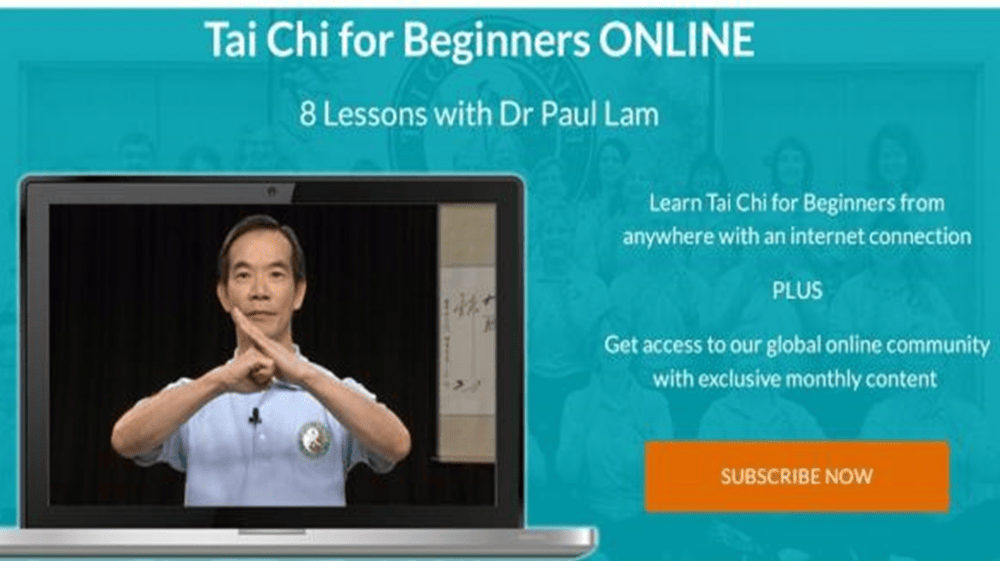 Tai Chi for Beginners ONLINE
8 Lessons with Dr Paul Lam
Learn Tai Chi for Beginners from
anywhere with an internet connection
PLUS
Get access to our global online community
with exclusive monthly content
SUBSCRIBE NOW